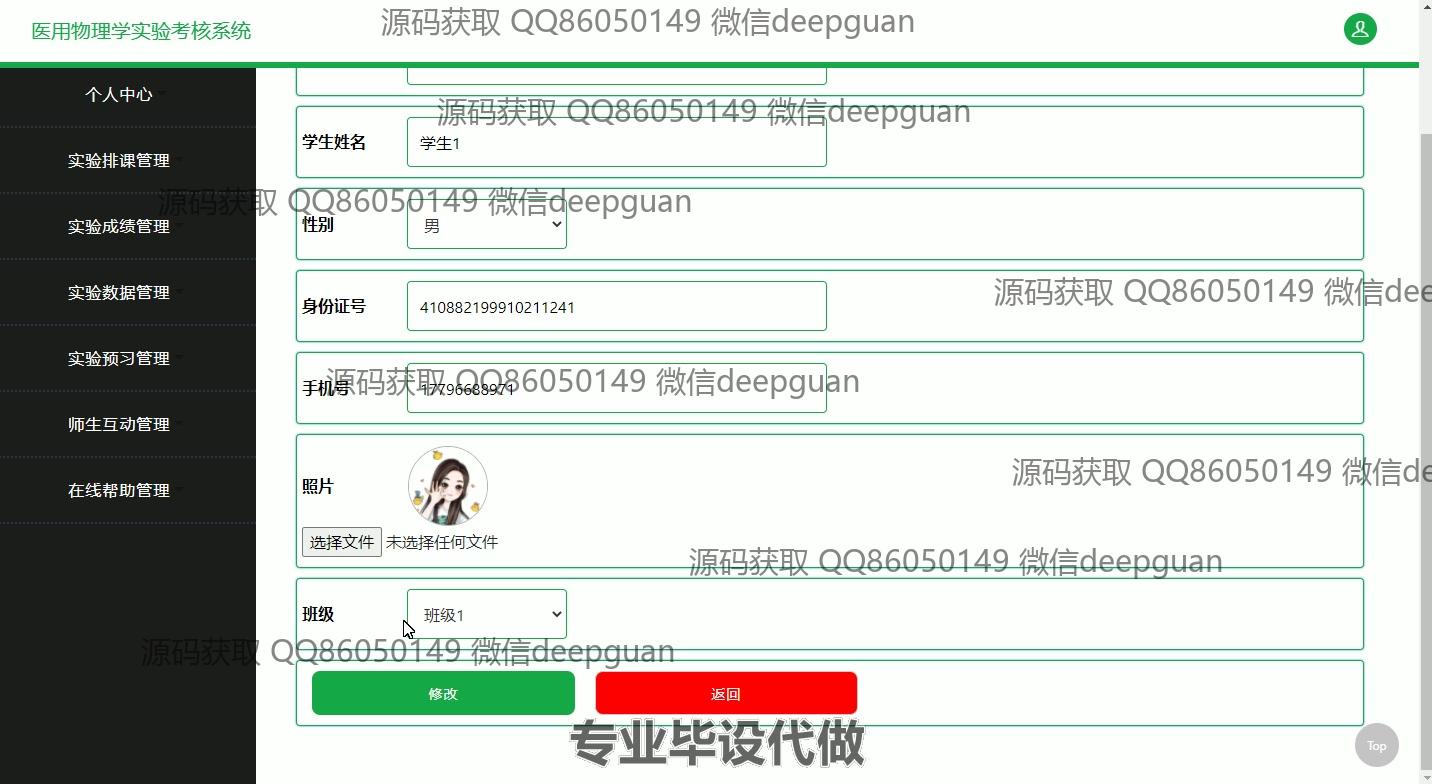 医用物理学实验考核系统
源码获取 QQ86050149 微信deepguan
个人中心
源码获取 QQ86050149 微信deepguan
学生姓名 学生1
实验排课管理
源码获取 QQ86050149 微信deepguan
性别 男
实验成绩管理
实验数据管理
源码获取 QQ86050149 微信dee
身份证号 410882199910211241
实验预习管理
源码获取 QQ86050149 微信deepguan
手机号 17796688971
师生互动管理
源码获取 QQ86050149 微信de
照片
在线帮助管理
选择文件 未选择任何文件
源码获取 QQ86050149 微信deepguan
班级 班级1
源码获取 QQ86050149 微信deepguan
修改 返回
专业毕设代做
Top